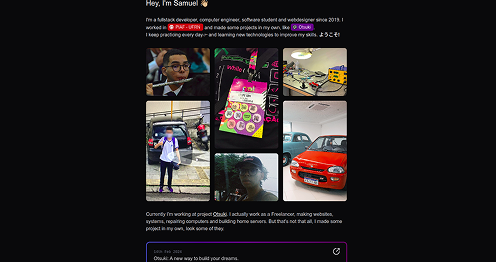 Hey, I'm Samuel 👋
I'm a fullstack developer, computer engineer, software student and webdesigner since 2019. I
worked in PIAF - UFRN and made some projects in my own, like Otsuki.
I keep practicing every day and learning new technologies to improve my skills. ようこそ!
Currently I'm working at project Otsuki. I actually work as a Freelancer, making websites,
systems, repairing computers and building home servers. But that's not that all, I made some
project in my own, look some of they.
Otsuki: A new way to build your dreams.